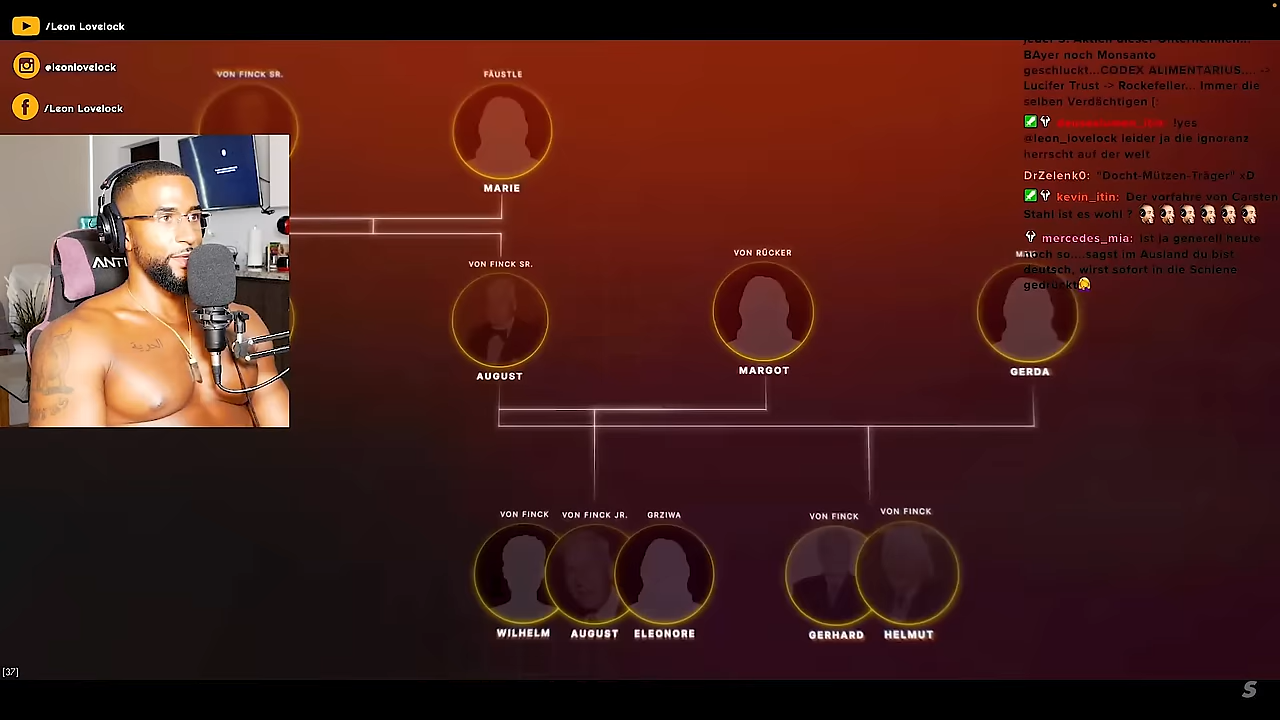 /Leon Lovelock
@leonlovelock
/Leon Lovelock
ANT
الحرية
VON FINCK SR.
FÄUSTLE
MARIE
VON FINCK SR.
AUGUST
VON RÜCKER
MARGOT
GERDA
VON FINCK
WILHELM
VON FINCK JR.
AUGUST
GRZIWA
ELEONORE
VON FINCK
GERHARD
VON FINCK
HELMUT
BAyer noch Monsanto
geschluckt...CODEX ALIMENTARIUS.... ->
Lucifer Trust -> Rockefeller... Immer die
selben Verdächtigen [:
!yes
@leon_lovelock leider ja die ignoranz
herrscht auf der welt
DrZelenk0: "Docht-Mützen-Träger" xD
kevin_itin: Der vorfahre von Carsten
Stahl ist es wohl ?
mercedes_mia: Ist ja generell heute
noch so....sagst im Ausland du bist
deutsch, wirst sofort in die Schiene
gedrückt
[37]
S